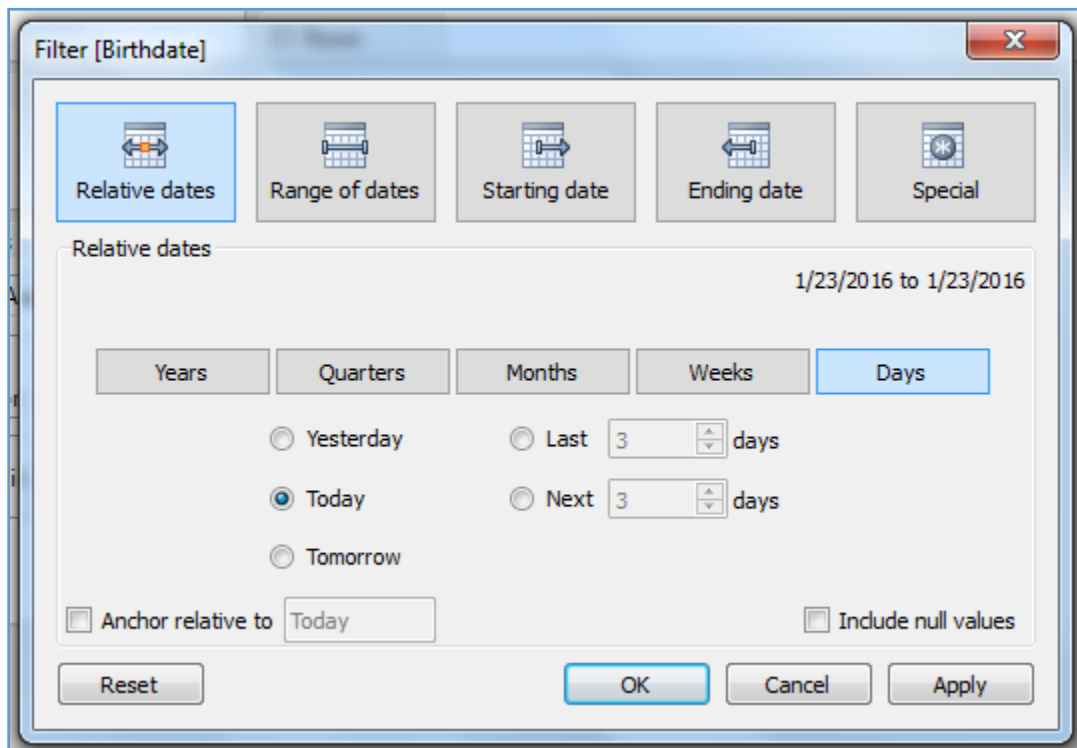 Filter [Birthdate]
Relative dates
Range of dates
Starting date
Ending date
Special
Relative dates
1/23/2016 to 1/23/2016
Years
Quarters
Months
Weeks
Days
Yesterday
Last 3 days
Today
Next 3 days
Tomorrow
Anchor relative to Today
Include null values
Reset
OK
Cancel
Apply